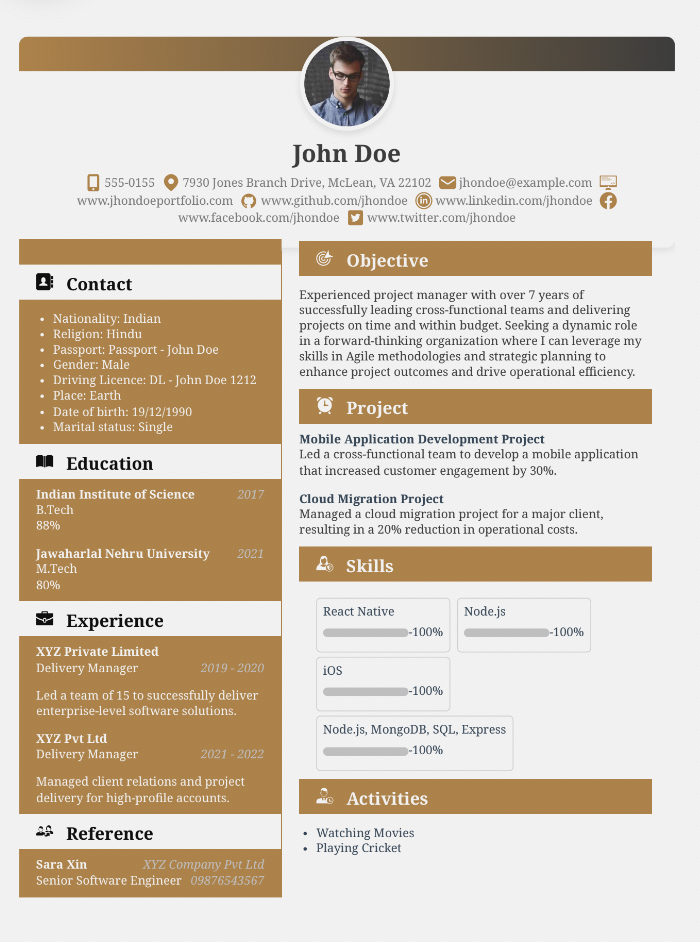 John Doe
555-0155 7930 Jones Branch Drive, McLean, VA 22102 jhondoe@example.com
www.jhondoeportfolio.com www.github.com/jhondoe www.linkedin.com/jhondoe
www.facebook.com/jhondoe www.twitter.com/jhondoe
Contact
• Nationality: Indian
• Religion: Hindu
• Passport: Passport - John Doe
• Gender: Male
• Driving Licence: DL - John Doe 1212
• Place: Earth
• Date of birth: 19/12/1990
• Marital status: Single
Education
Indian Institute of Science 2017
B.Tech
88%
Jawaharlal Nehru University 2021
M.Tech
80%
Experience
XYZ Private Limited
Delivery Manager 2019 - 2020
Led a team of 15 to successfully deliver
enterprise-level software solutions.
XYZ Pvt Ltd
Delivery Manager 2021 - 2022
Managed client relations and project
delivery for high-profile accounts.
Reference
Sara Xin XYZ Company Pvt Ltd
Senior Software Engineer 09876543567
Objective
Experienced project manager with over 7 years of
successfully leading cross-functional teams and delivering
projects on time and within budget. Seeking a dynamic role
in a forward-thinking organization where I can leverage my
skills in Agile methodologies and strategic planning to
enhance project outcomes and drive operational efficiency.
Project
Mobile Application Development Project
Led a cross-functional team to develop a mobile application
that increased customer engagement by 30%.
Cloud Migration Project
Managed a cloud migration project for a major client,
resulting in a 20% reduction in operational costs.
Skills
React Native
-100%
Node.js
-100%
iOS
-100%
Node.js, MongoDB, SQL, Express
-100%
Activities
• Watching Movies
• Playing Cricket